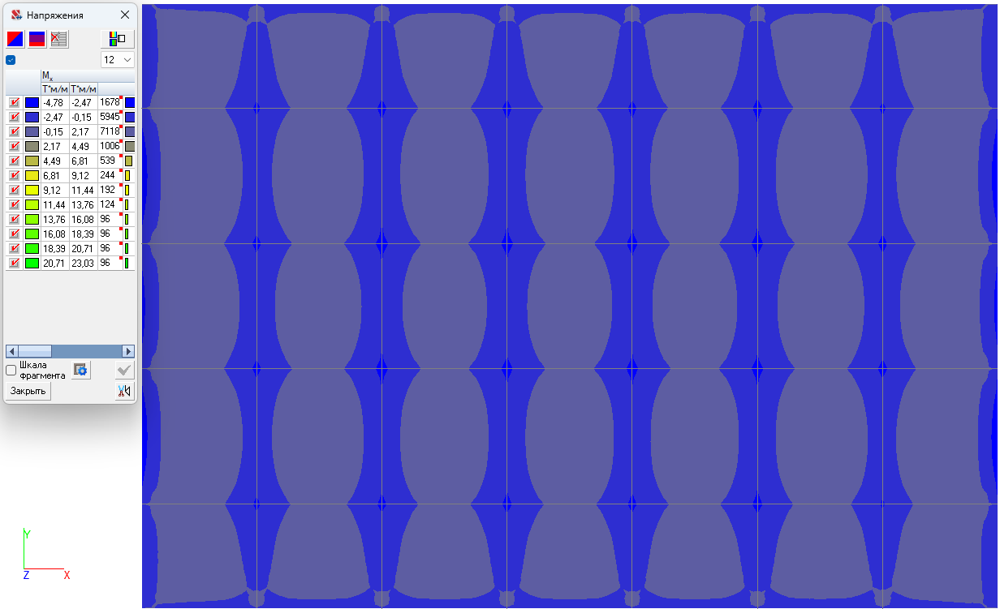 Напряжения
12
Mx
Т*м/м Т*м/м
-4,78 -2,47 1678
-2,47 -0,15 5945
-0,15 2,17 7118
2,17 4,49 1006
4,49 6,81 539
6,81 9,12 244
9,12 11,44 192
11,44 13,76 124
13,76 16,08 96
16,08 18,39 96
18,39 20,71 96
20,71 23,03 96
Шкала
фрагмента
Закрыть
Y
Z X